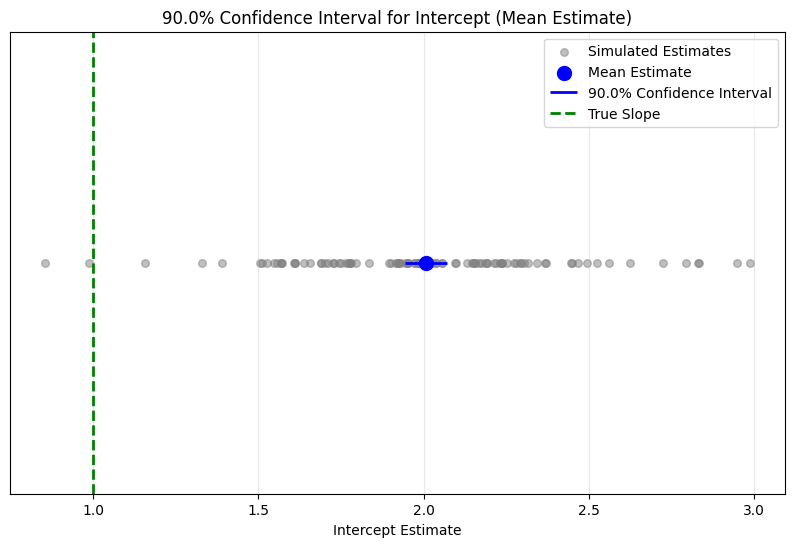 90.0% Confidence Interval for Intercept (Mean Estimate)
Simulated Estimates
Mean Estimate
90.0% Confidence Interval
True Slope
1.0
1.5
2.0
2.5
3.0
Intercept Estimate